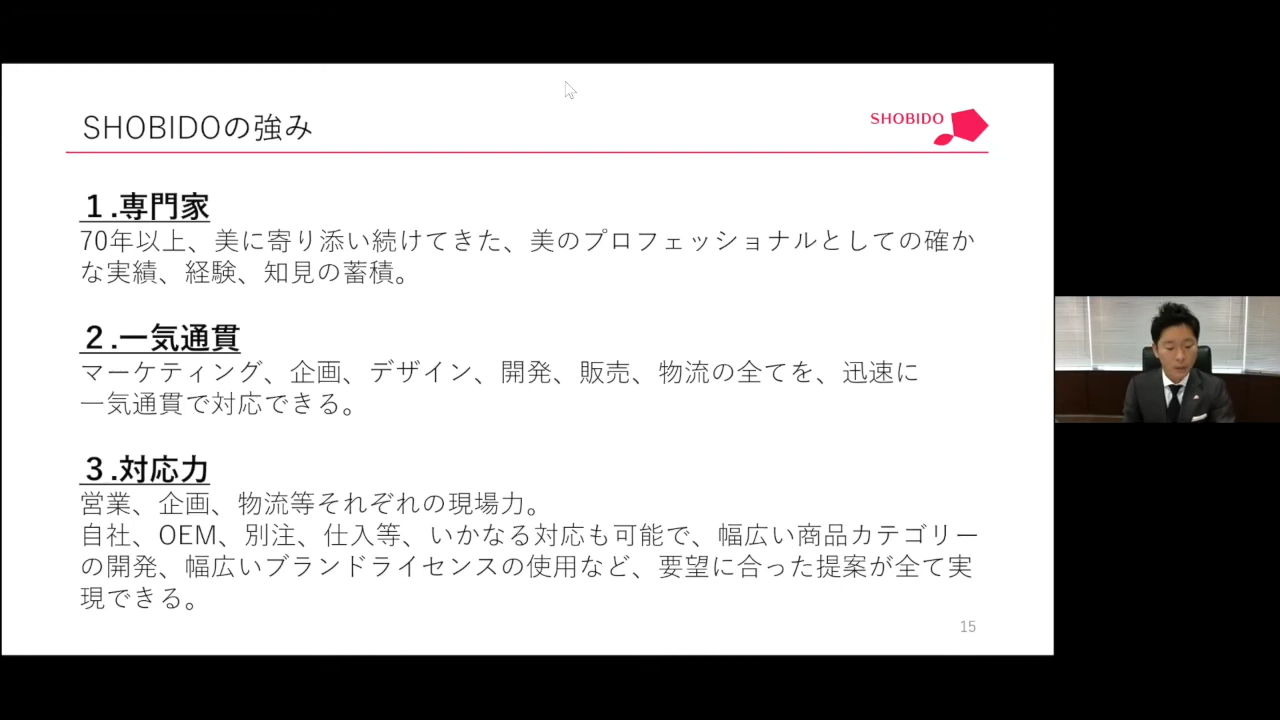 SHOBIDOの強み
SHOBIDO
１.専門家
70年以上、美に寄り添い続けてきた、美のプロフェッショナルとしての確か
な実績、経験、知見の蓄積。
２.一気通貫
マーケティング、企画、デザイン、開発、販売、物流の全てを、迅速に
一気通貫で対応できる。
３.対応力
営業、企画、物流等それぞれの現場力。
自社、OEM、別注、仕入等、いかなる対応も可能で、幅広い商品カテゴリー
の開発、幅広いブランドライセンスの使用など、要望に合った提案が全て実
現できる。
15